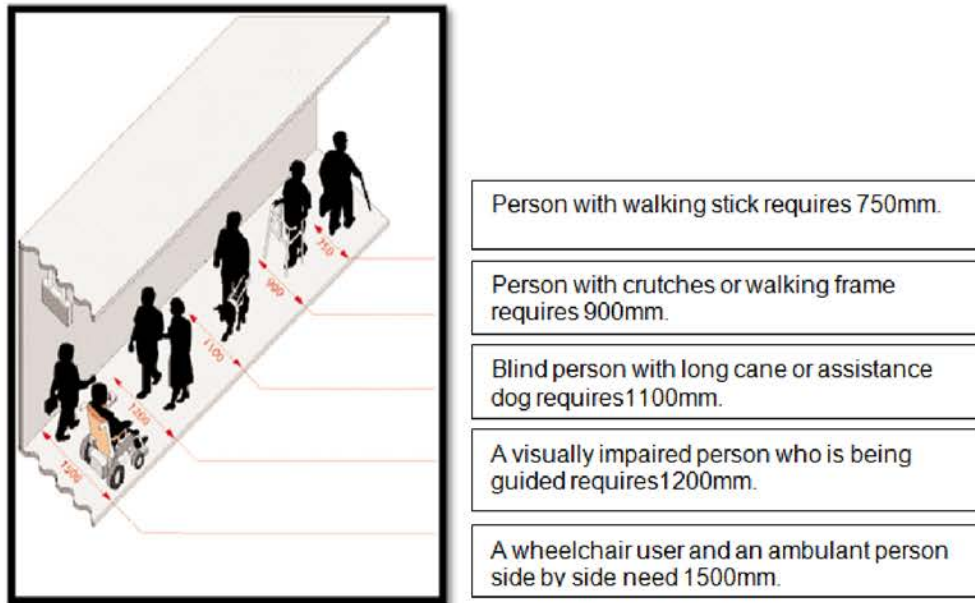 750
900
1100
1200
1500
Person with walking stick requires 750mm.
Person with crutches or walking frame
requires 900mm.
Blind person with long cane or assistance
dog requires1100mm.
A visually impaired person who is being
guided requires1200mm.
A wheelchair user and an ambulant person
side by side need 1500mm.